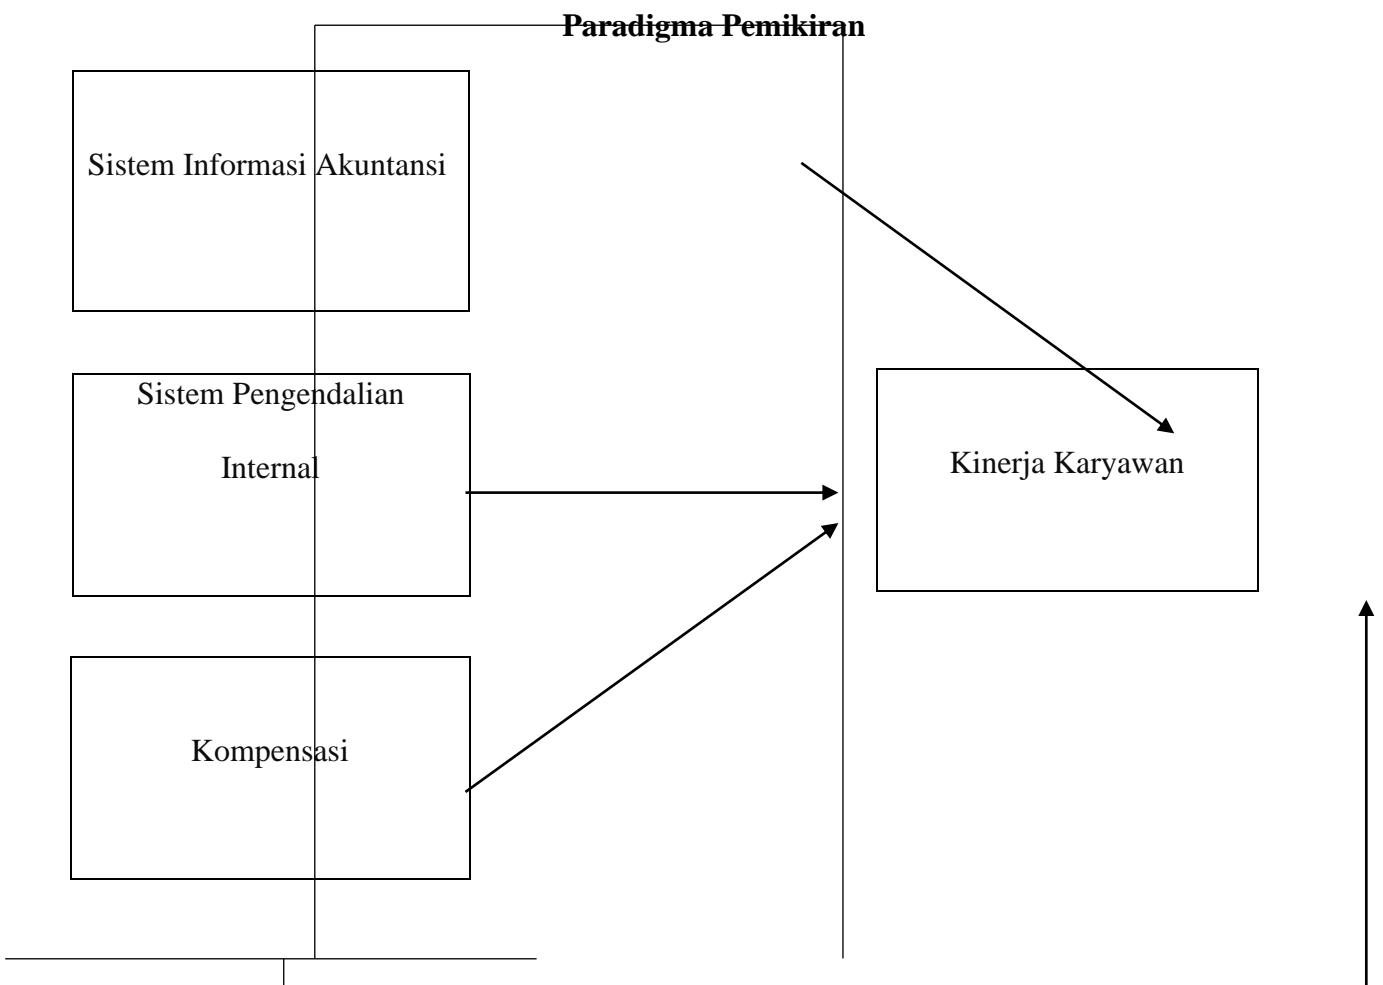 Paradigma Pemikiran
Sistem Informasi Akuntansi
Sistem Pengendalian
Internal
Kinerja Karyawan
Kompensasi